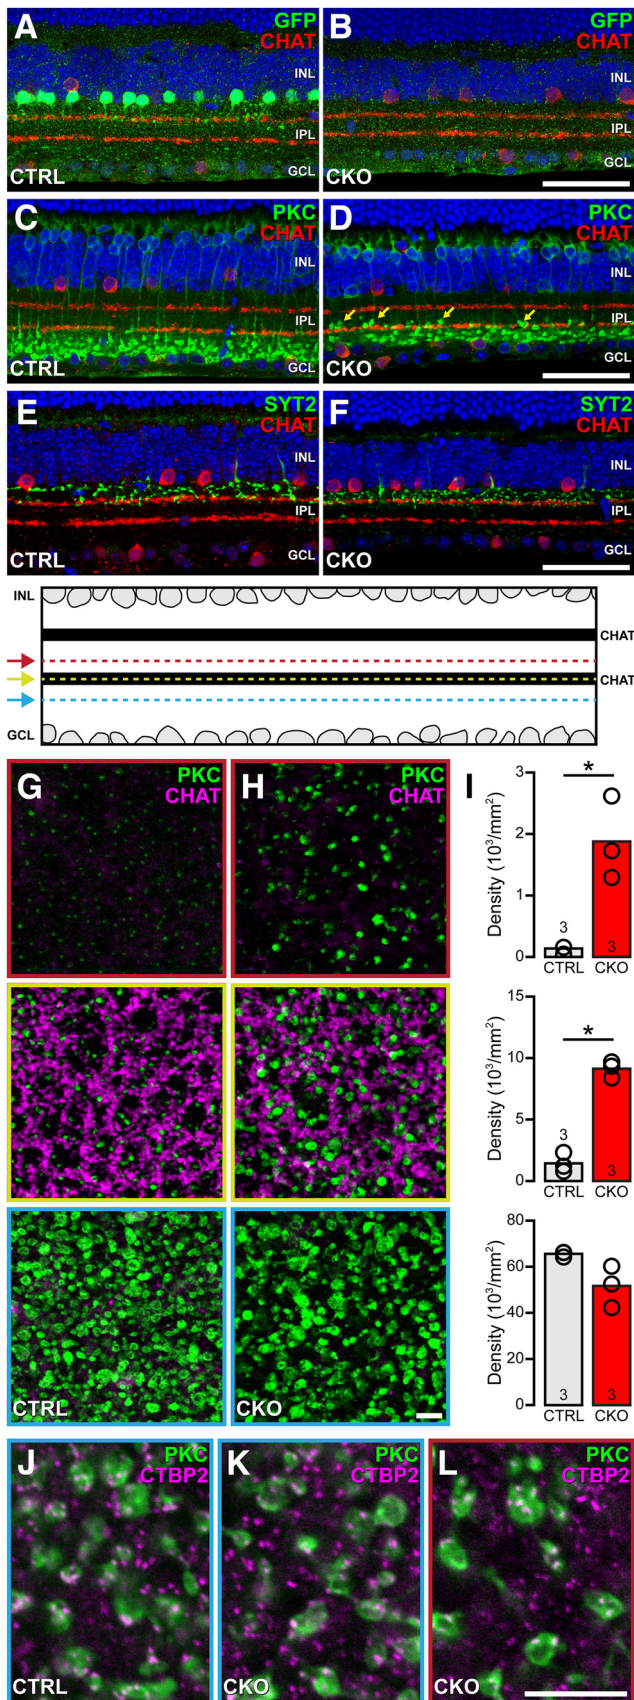 A
GFP
CHAT
INL
IPL
GCL
CTRL
B
GFP
CHAT
INL
IPL
GCL
CKO
C
PKC
CHAT
INL
IPL
GCL
CTRL
D
PKC
CHAT
INL
IPL
GCL
CKO
E
SYT2
CHAT
INL
IPL
GCL
CTRL
F
SYT2
CHAT
INL
IPL
GCL
CKO
INL
CHAT
CHAT
GCL
G
PKC
CHAT
CTRL
H
PKC
CHAT
CKO
I
Density (10³/mm²)
3
2
1
0
*
3
3
CTRL CKO
Density (10³/mm²)
15
10
5
0
*
3
3
CTRL CKO
Density (10³/mm²)
80
60
40
20
0
3
3
CTRL CKO
J
PKC
CTBP2
CTRL
K
PKC
CTBP2
CKO
L
PKC
CTBP2
CKO